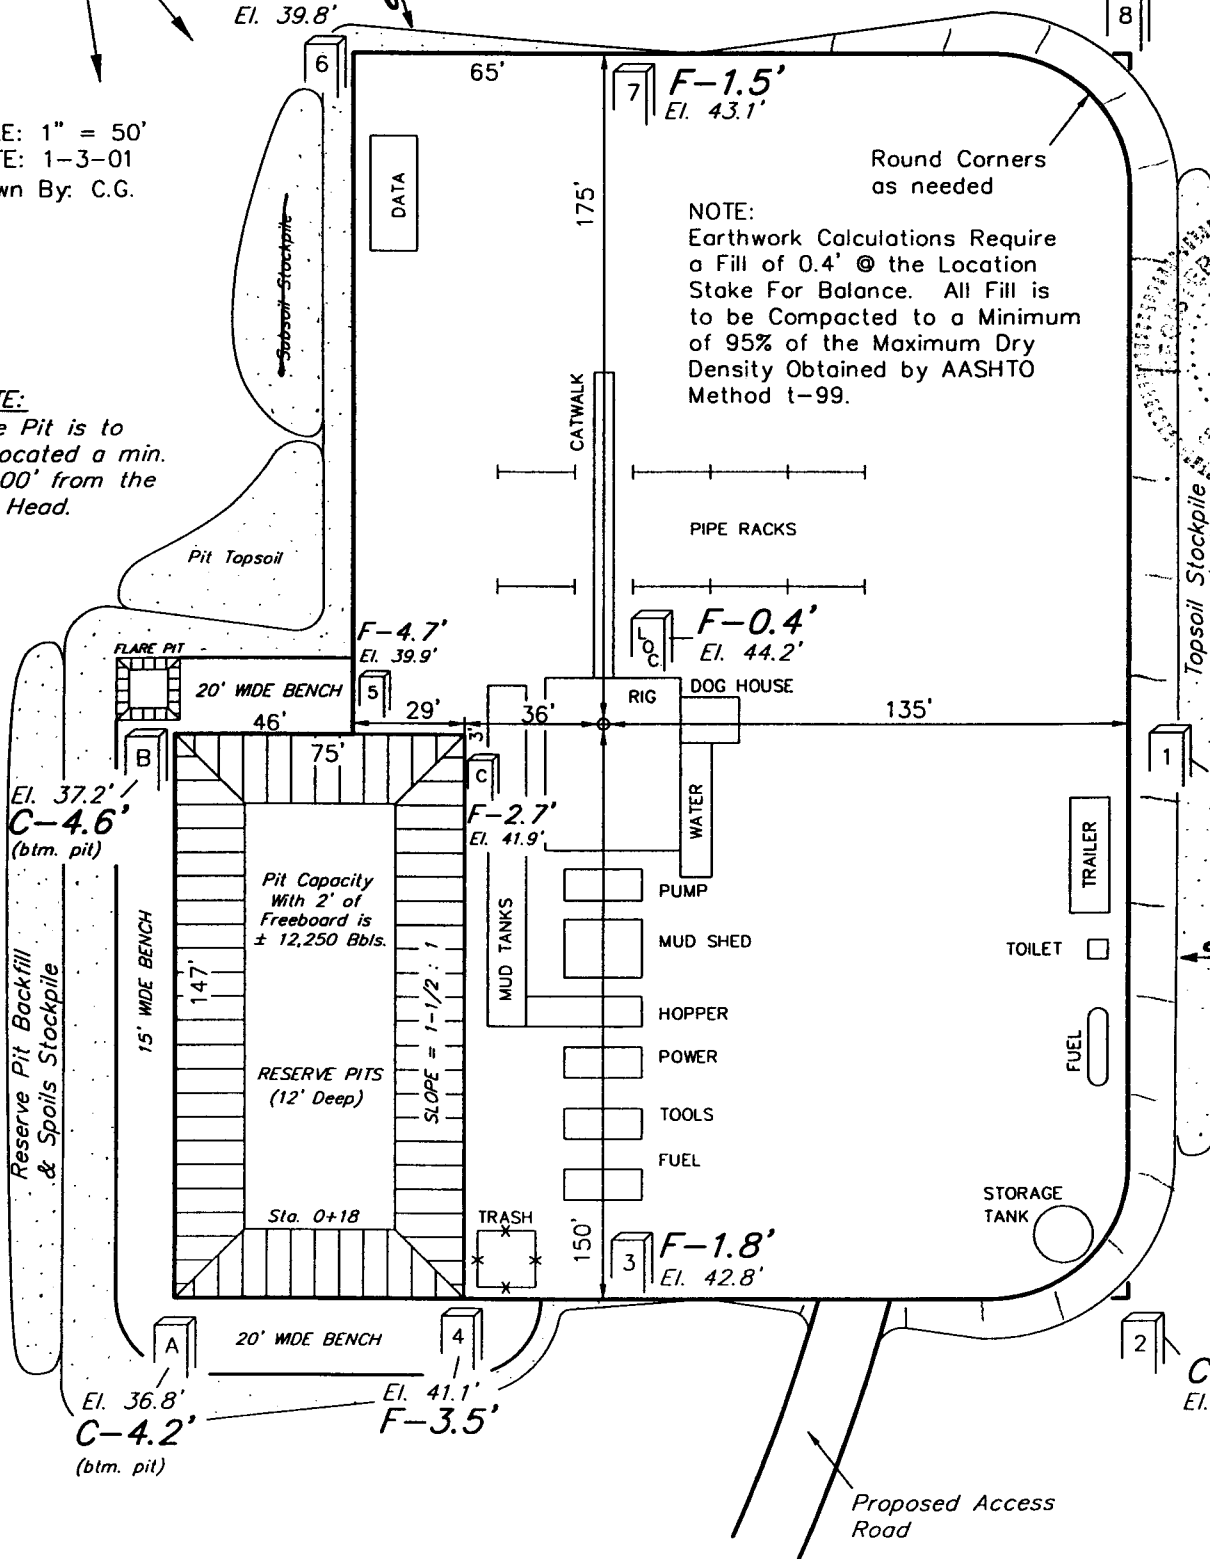 El. 39.8'
8
6
65'
7
F-1.5'
El. 43.1'
E: 1" = 50'
TE: 1-3-01
wn By: C.G.
Round Corners
as needed
DATA
175'
NOTE:
Earthwork Calculations Require
a Fill of 0.4' @ the Location
Stake For Balance. All Fill is
to be Compacted to a Minimum
of 95% of the Maximum Dry
Density Obtained by AASHTO
Method t-99.
Subsoil Stockpile
TE:
e Pit is to
ocated a min.
00' from the
Head.
CATWALK
PIPE RACKS
Pit Topsoil
Topsoil Stockpile
F-4.7'
El. 39.9'
LOC.
F-0.4'
El. 44.2'
FLARE PIT
20' WIDE BENCH
5
RIG
DOG HOUSE
46'
29'
36'
135'
3'
75'
B
C
1
El. 37.2'
C-4.6'
(btm. pit)
F-2.7'
El. 41.9'
WATER
TRAILER
Pit Capacity
With 2' of
Freeboard is
± 12,250 Bbls.
PUMP
MUD TANKS
MUD SHED
TOILET
15' WIDE BENCH
147'
SLOPE = 1-1/2 : 1
HOPPER
Reserve Pit Backfill
& Spoils Stockpile
POWER
FUEL
RESERVE PITS
(12' Deep)
TOOLS
FUEL
Sta. 0+18
TRASH
STORAGE
TANK
150'
3
F-1.8'
El. 42.8'
A
20' WIDE BENCH
4
2
El. 36.8'
C-4.2'
(btm. pit)
El. 41.1'
F-3.5'
C
El.
Proposed Access
Road